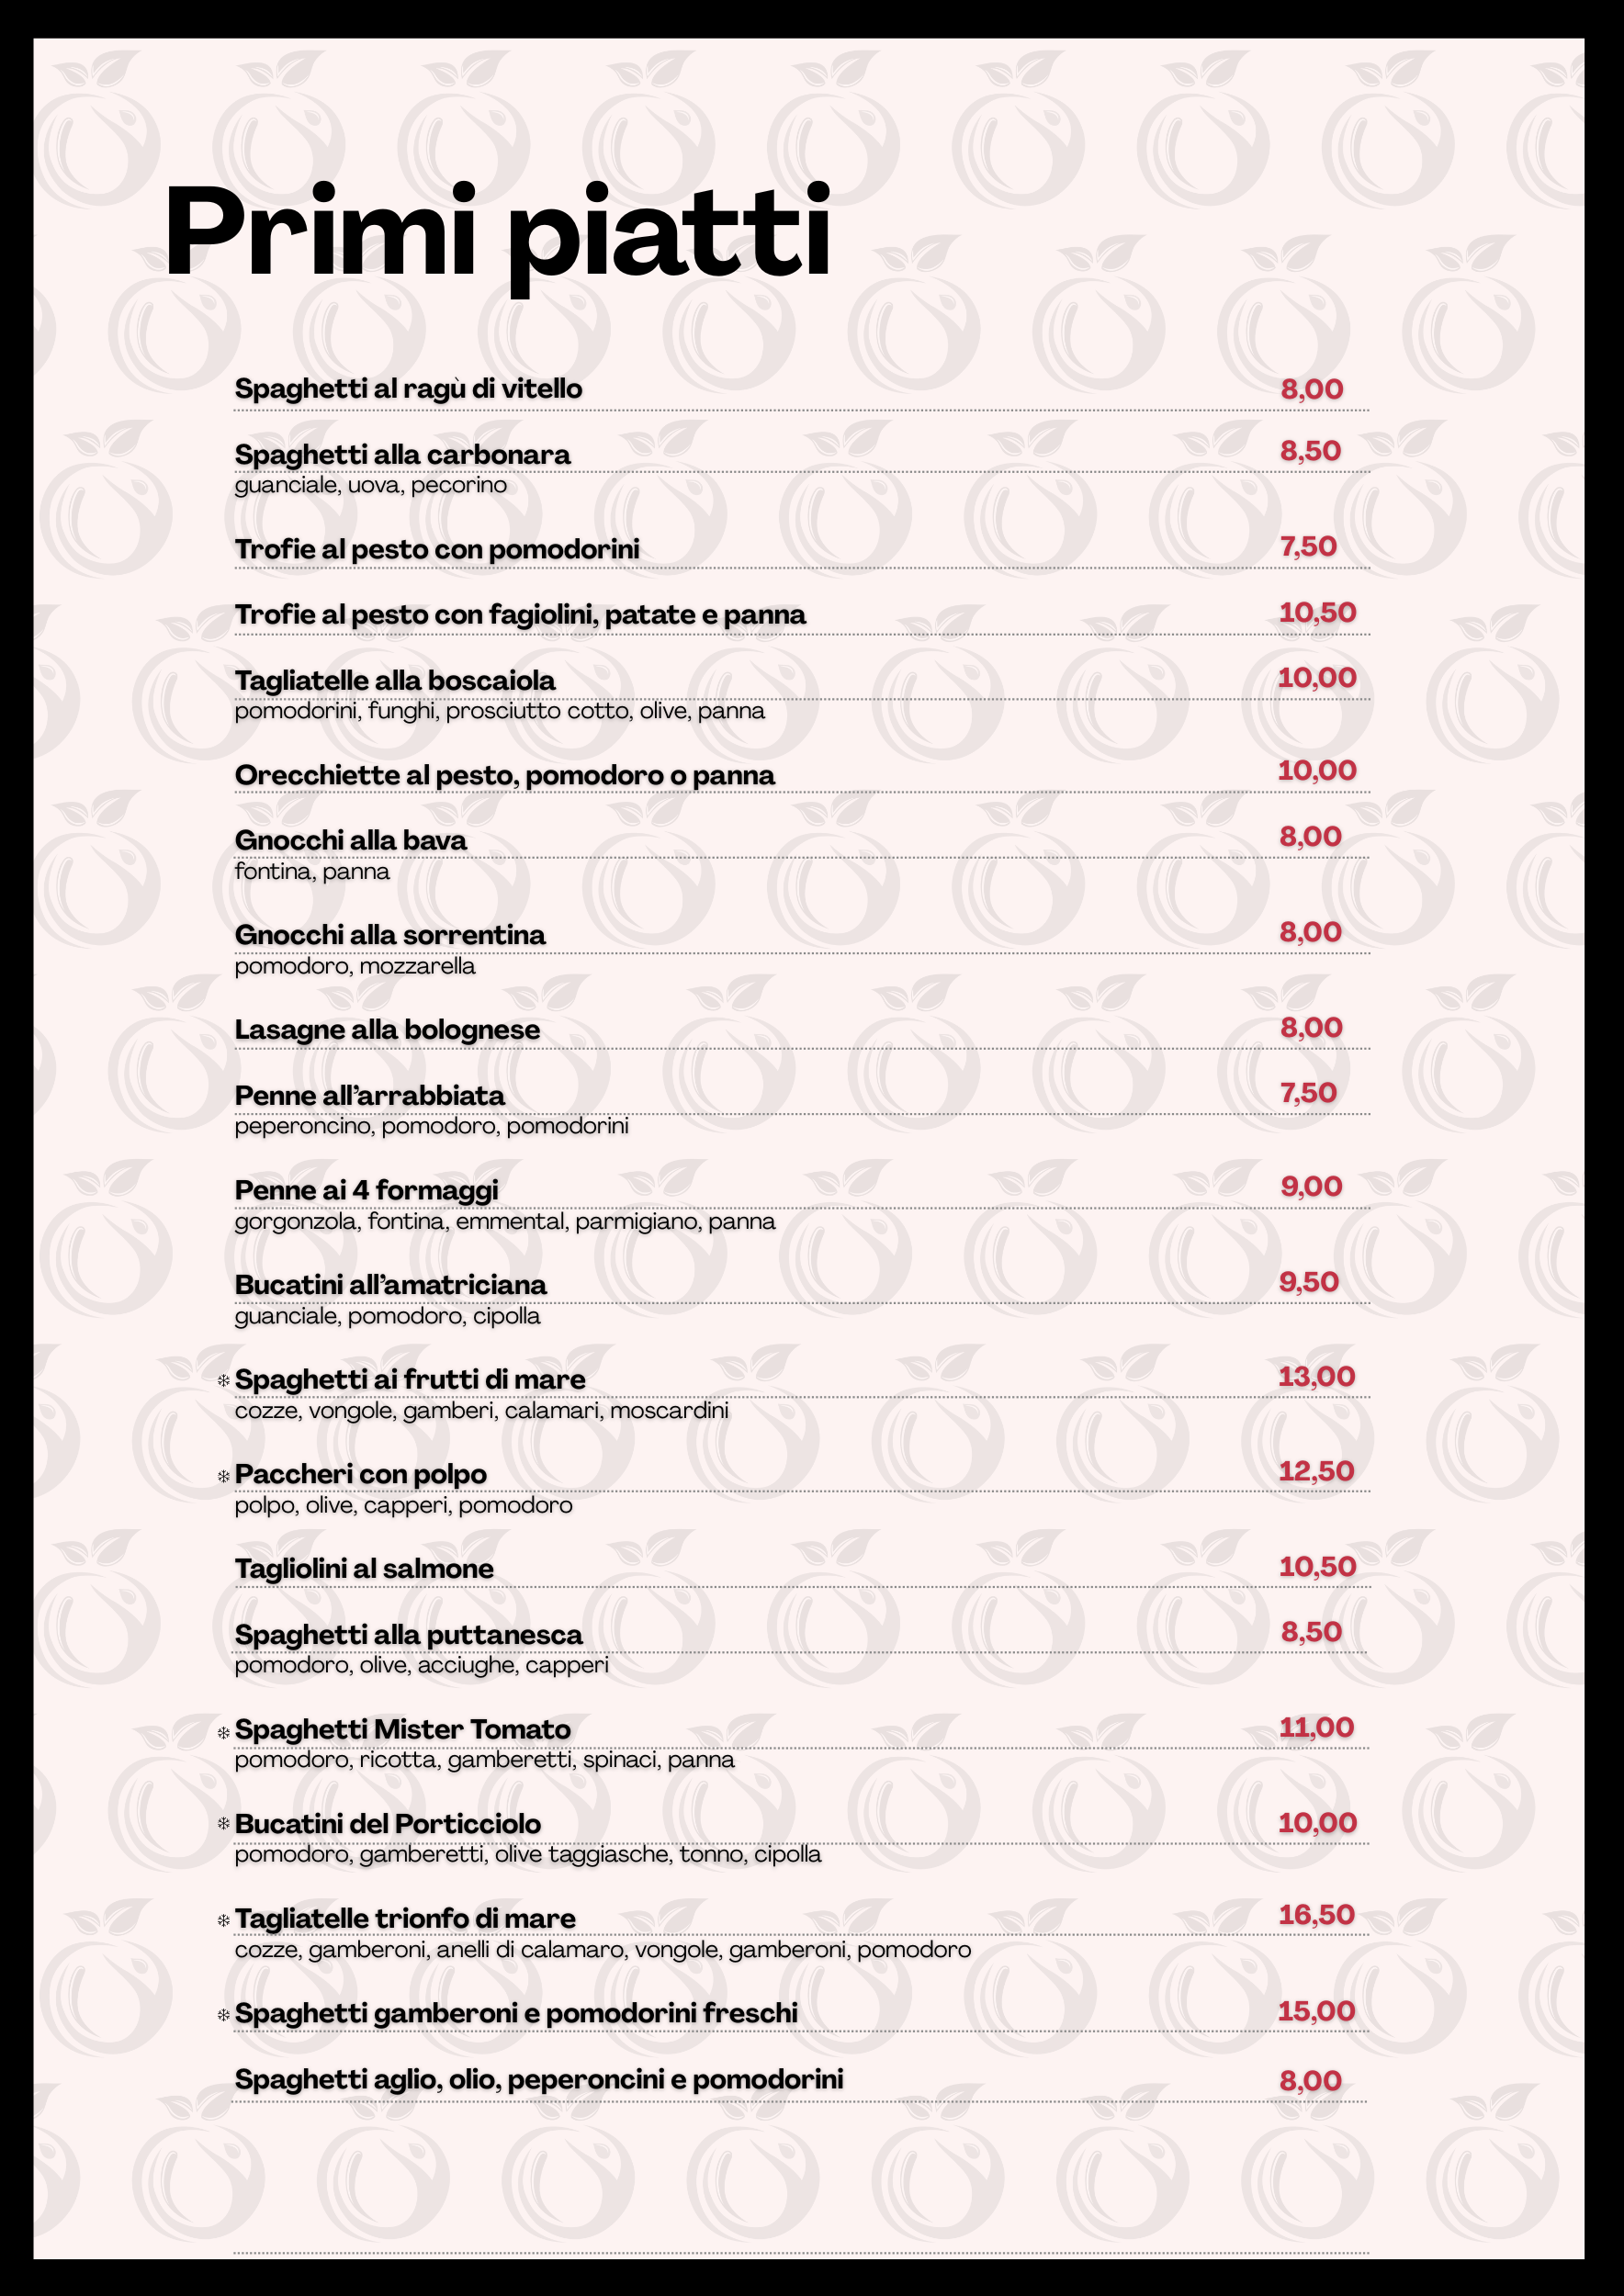 Primi piatti
Spaghetti al ragù di vitello 8,00
Spaghetti alla carbonara 8,50
guanciale, uova, pecorino
Trofie al pesto con pomodorini 7,50
Trofie al pesto con fagiolini, patate e panna 10,50
Tagliatelle alla boscaiola 10,00
pomodorini, funghi, prosciutto cotto, olive, panna
Orecchiette al pesto, pomodoro o panna 10,00
Gnocchi alla bava 8,00
fontina, panna
Gnocchi alla sorrentina 8,00
pomodoro, mozzarella
Lasagne alla bolognese 8,00
Penne all’arrabbiata 7,50
peperoncino, pomodoro, pomodorini
Penne ai 4 formaggi 9,00
gorgonzola, fontina, emmental, parmigiano, panna
Bucatini all’amatriciana 9,50
guanciale, pomodoro, cipolla
❄ Spaghetti ai frutti di mare 13,00
cozze, vongole, gamberi, calamari, moscardini
❄ Paccheri con polpo 12,50
polpo, olive, capperi, pomodoro
Tagliolini al salmone 10,50
Spaghetti alla puttanesca 8,50
pomodoro, olive, acciughe, capperi
❄ Spaghetti Mister Tomato 11,00
pomodoro, ricotta, gamberetti, spinaci, panna
❄ Bucatini del Porticciolo 10,00
pomodoro, gamberetti, olive taggiasche, tonno, cipolla
❄ Tagliatelle trionfo di mare 16,50
cozze, gamberoni, anelli di calamaro, vongole, gamberoni, pomodoro
❄ Spaghetti gamberoni e pomodorini freschi 15,00
Spaghetti aglio, olio, peperoncini e pomodorini 8,00